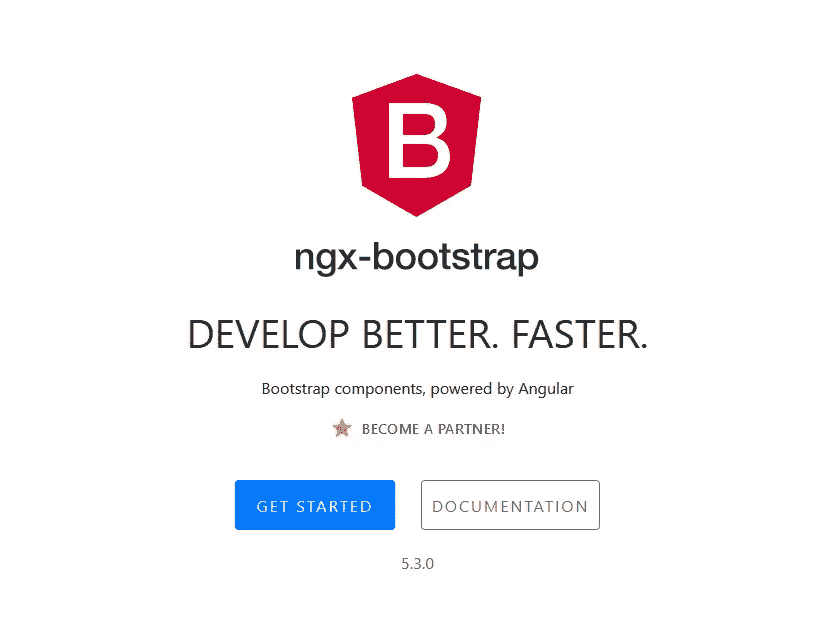 B
ngx-bootstrap
DEVELOP BETTER. FASTER.
Bootstrap components, powered by Angular
BECOME A PARTNER!
GET STARTED DOCUMENTATION
5.3.0